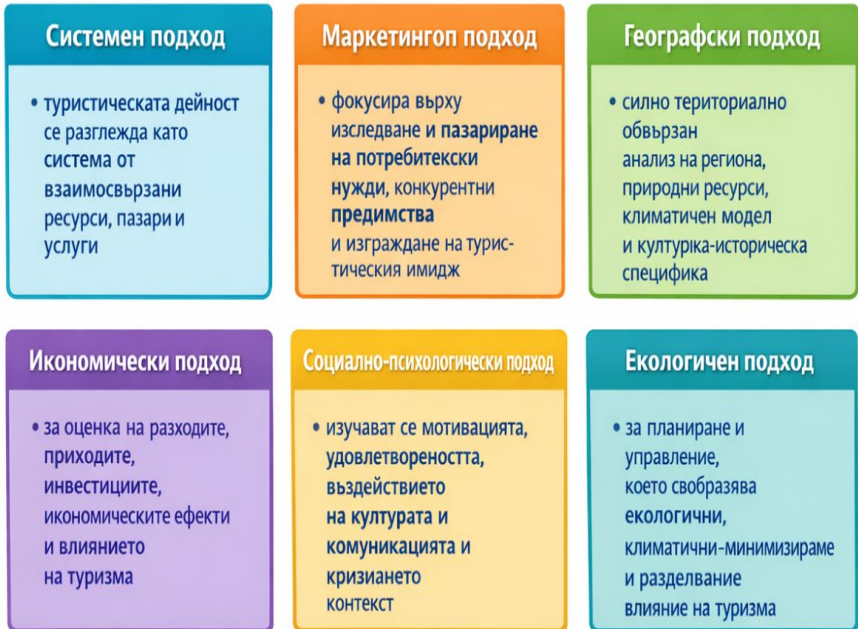 Системен подход
• туристическата дейност
се разглежда като
система от
взаимосвързани
ресурси, пазари и
услуги
Маркетингоп подход
• фокусира върху
изследване и пазариране
на потребитекски
нужди, конкурентни
предимства
и изграждане на турис-
тическия имидж
Географски подход
• силно териториално
обвързан
анализ на региона,
природни ресурси,
климатичен модел
и културка-историческа
специфика
Икономически подход
• за оценка на разходите,
приходите,
инвестициите,
икономическите ефекти
и влиянието
на туризма
Социално-психологически подход
• изучават се мотивацията,
удовлетвореността,
въздействието
на културата и
комуникацията и
кризиането
контекст
Екологичен подход
• за планиране и
управление,
което свобразява
екологични,
климатични-минимизираме
и разделвание
влияние на туризма